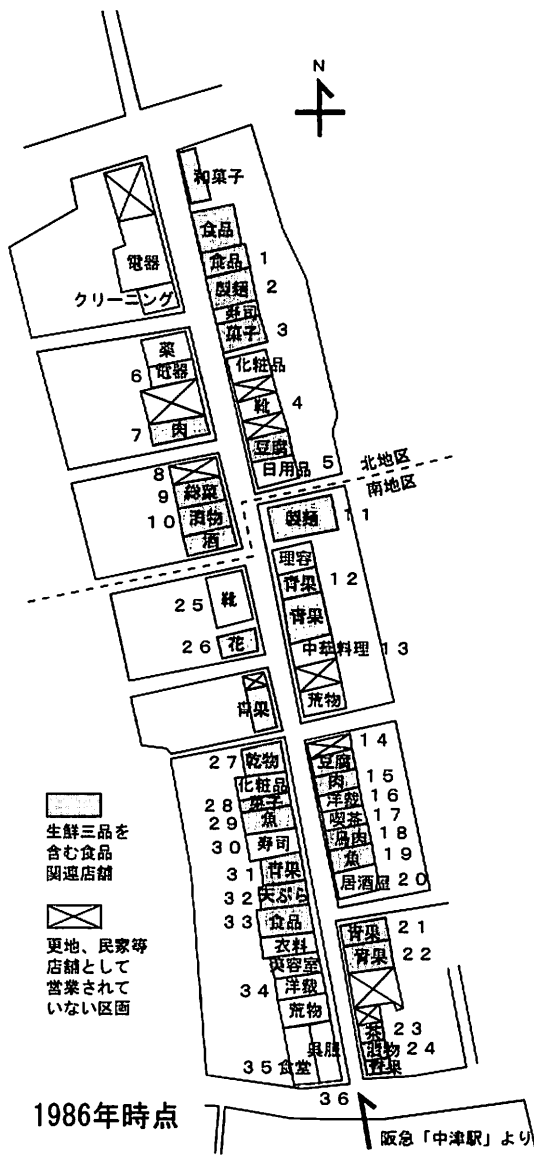 N
和菓子
食品
食品 1
電器
製麺 2
クリーニング
寿司
菓子 3
薬
化粧品
6 電器
靴 4
7 肉
豆腐
日用品 5
北地区
南地区
8
9 総菜
10 漬物
製麺 11
酒
理容
青果 12
25 靴
青果
26 花
中華料理 13
青果
荒物
14
27 乾物
豆腐
化粧品
肉 15
28 菓子
洋服 16
29 魚
喫茶 17
30 寿司
鳥肉 18
魚 19
31 青果
居酒屋 20
32 天ぷら
33 食品
青果 21
衣料
青果 22
美容室
34 洋服
荒物
茶 23
呉服
漬物 24
35 食堂
青果
36
生鮮三品を
含む食品
関連店舗
更地、民家等
店舗として
営業されて
いない区画
1986年時点
阪急「中津駅」より